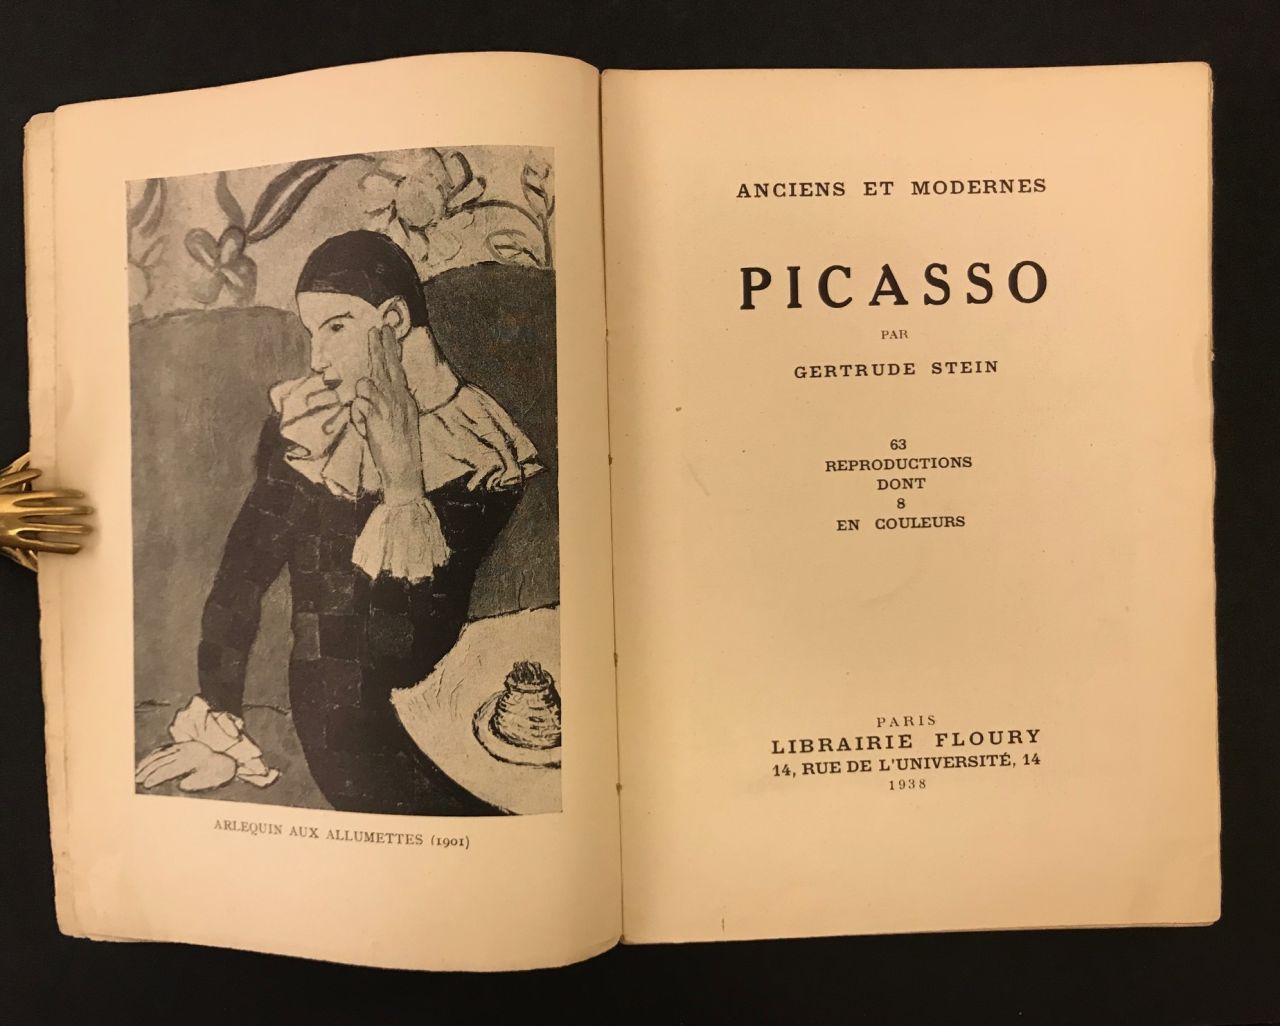 ARLEQUIN AUX ALLUMETTES (1901)
ANCIENS ET MODERNES
PICASSO
PAR
GERTRUDE STEIN
63
REPRODUCTIONS
DONT
8
EN COULEURS
PARIS
LIBRAIRIE FLOURY
14, RUE DE L'UNIVERSITÉ, 14
1938